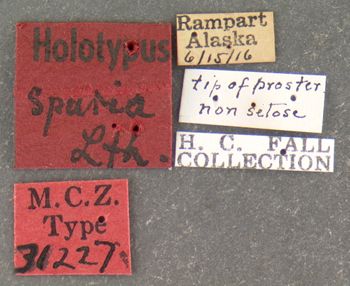 Holotypus
Spuria
Lth.
Rampart
Alaska
6/15/16
tip of proster.
non setose
H. C. FALL
COLLECTION
M.C.Z.
Type
31227